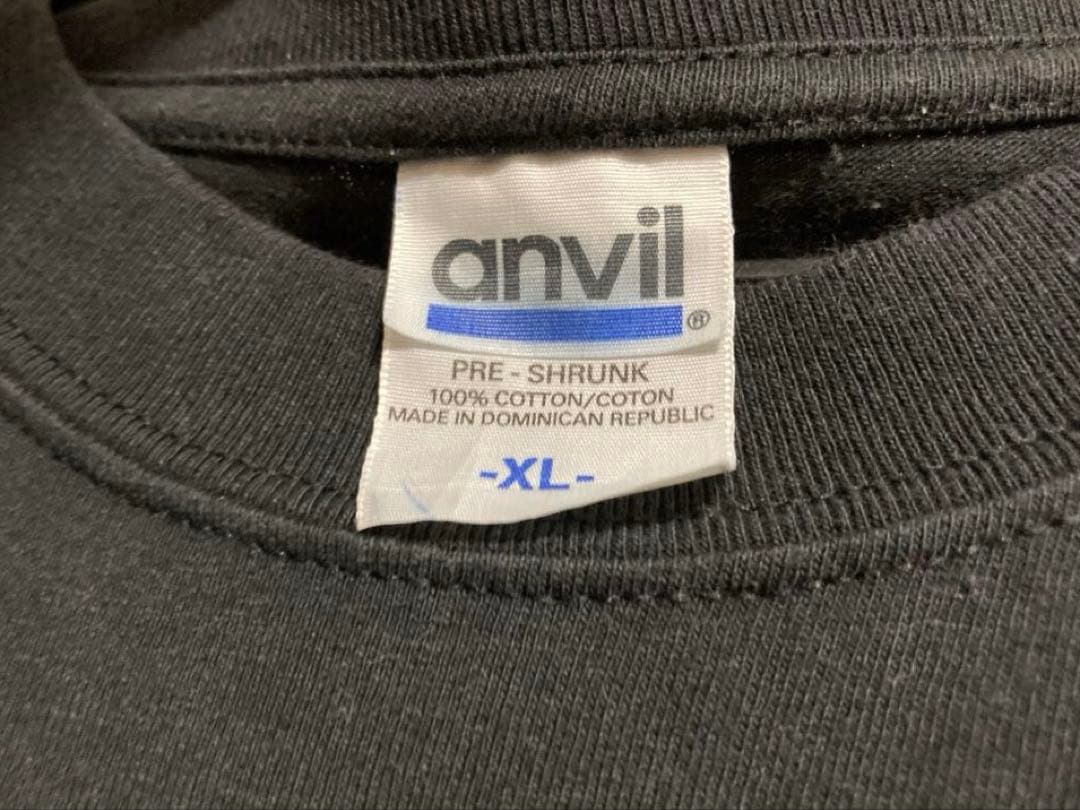 anvil®
PRE - SHRUNK
100% COTTON/COTON
MADE IN DOMINICAN REPUBLIC
-XL-